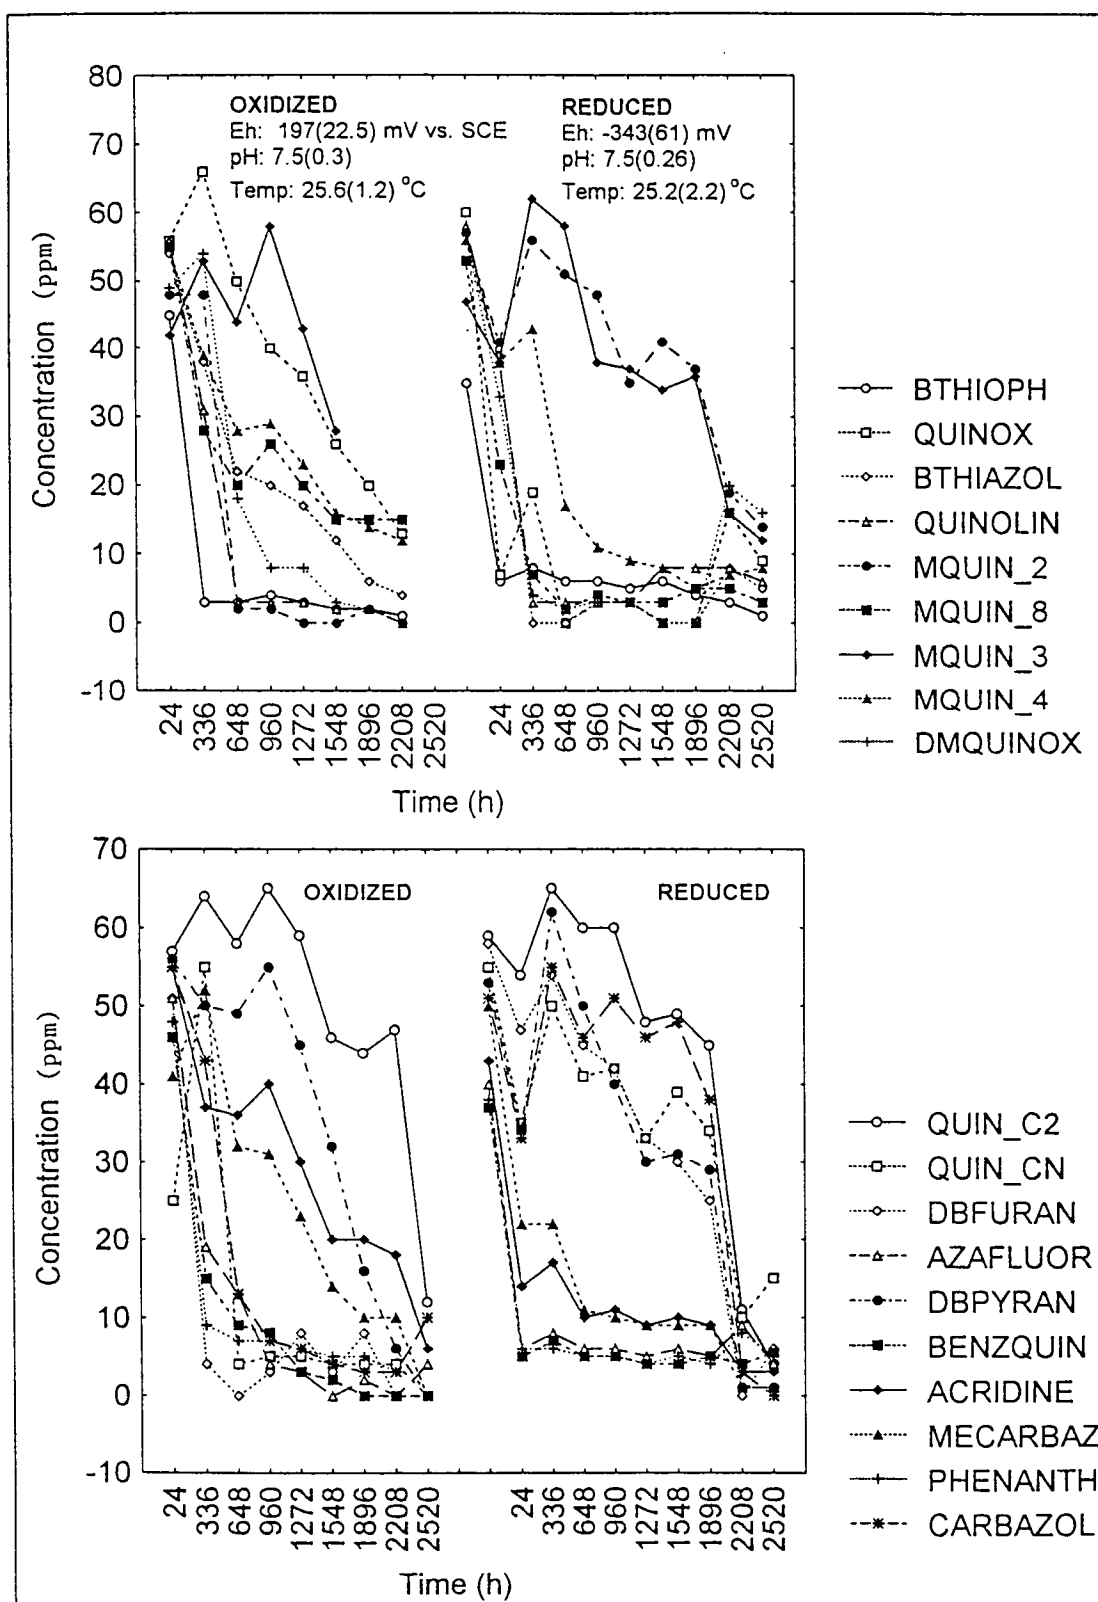 80
70
60
50
40
30
20
10
0
-10
Concentration (ppm)
OXIDIZED
Eh: 197(22.5) mV vs. SCE
pH: 7.5(0.3)
Temp: 25.6(1.2) °C
REDUCED
Eh: -343(61) mV
pH: 7.5(0.26)
Temp: 25.2(2.2) °C
24
336
648
960
1272
1548
1896
2208
2520
24
336
648
960
1272
1548
1896
2208
2520
Time (h)
BTHIOPH
QUINOX
BTHIAZOL
QUINOLIN
MQUIN_2
MQUIN_8
MQUIN_3
MQUIN_4
DMQUINOX
70
60
50
40
30
20
10
0
-10
Concentration (ppm)
OXIDIZED
REDUCED
24
336
648
960
1272
1548
1896
2208
2520
24
336
648
960
1272
1548
1896
2208
2520
Time (h)
QUIN_C2
QUIN_CN
DBFURAN
AZAFLUOR
DBPYRAN
BENZQUIN
ACRIDINE
MECARBAZ
PHENANTH
CARBAZOL